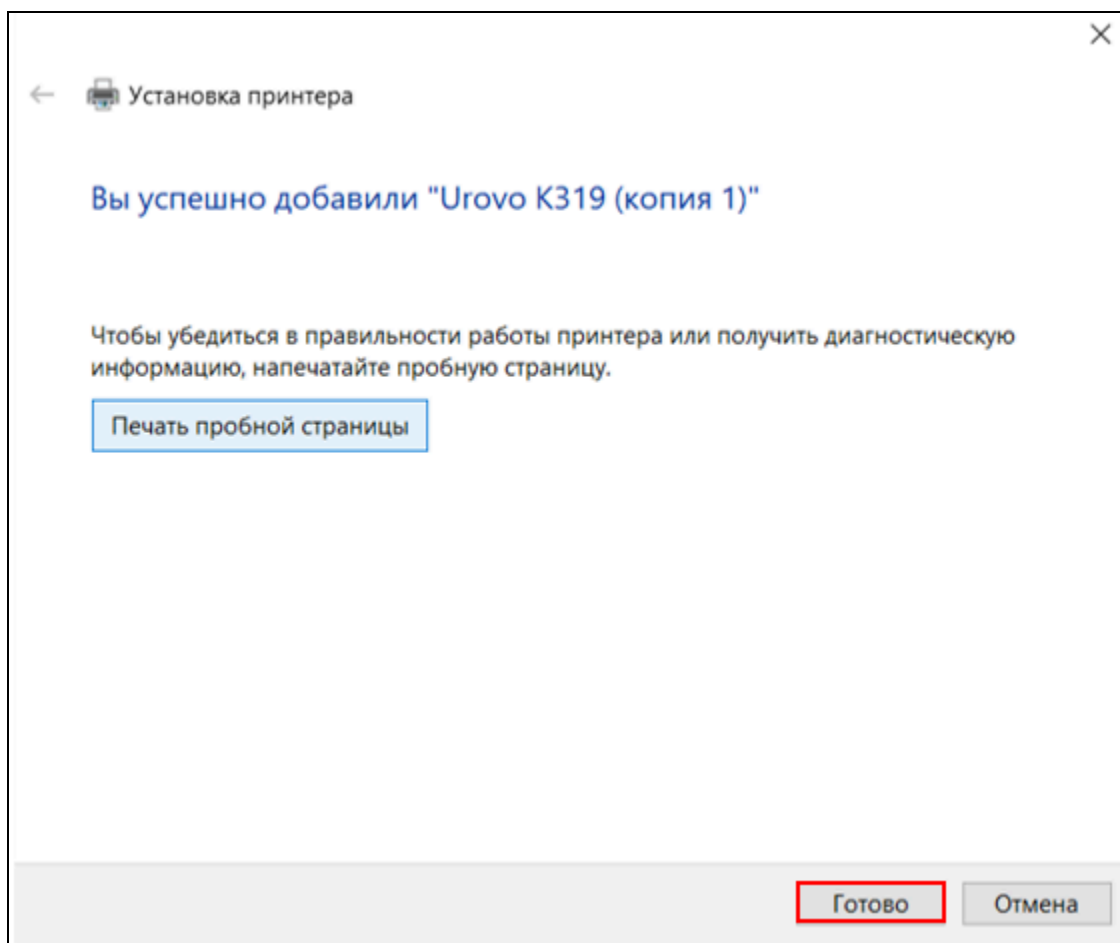 Установка принтера
Вы успешно добавили "Urovo K319 (копия 1)"
Чтобы убедиться в правильности работы принтера или получить диагностическую
информацию, напечатайте пробную страницу.
Печать пробной страницы
Готово
Отмена